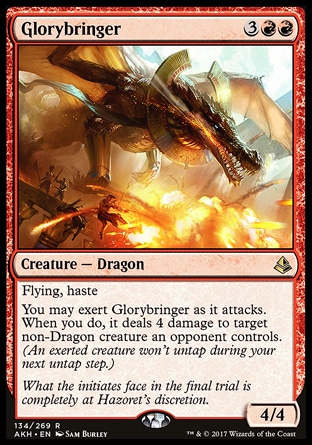 Glorybringer 3
Creature — Dragon
Flying, haste
You may exert Glorybringer as it attacks.
When you do, it deals 4 damage to target
non-Dragon creature an opponent controls.
(An exerted creature won't untap during your
next untap step.)
What the initiates face in the final trial is
completely at Hazoret's discretion.
4/4
134/269 R
AKH • EN Sam Burley ™ & © 2017 Wizards of the Coast